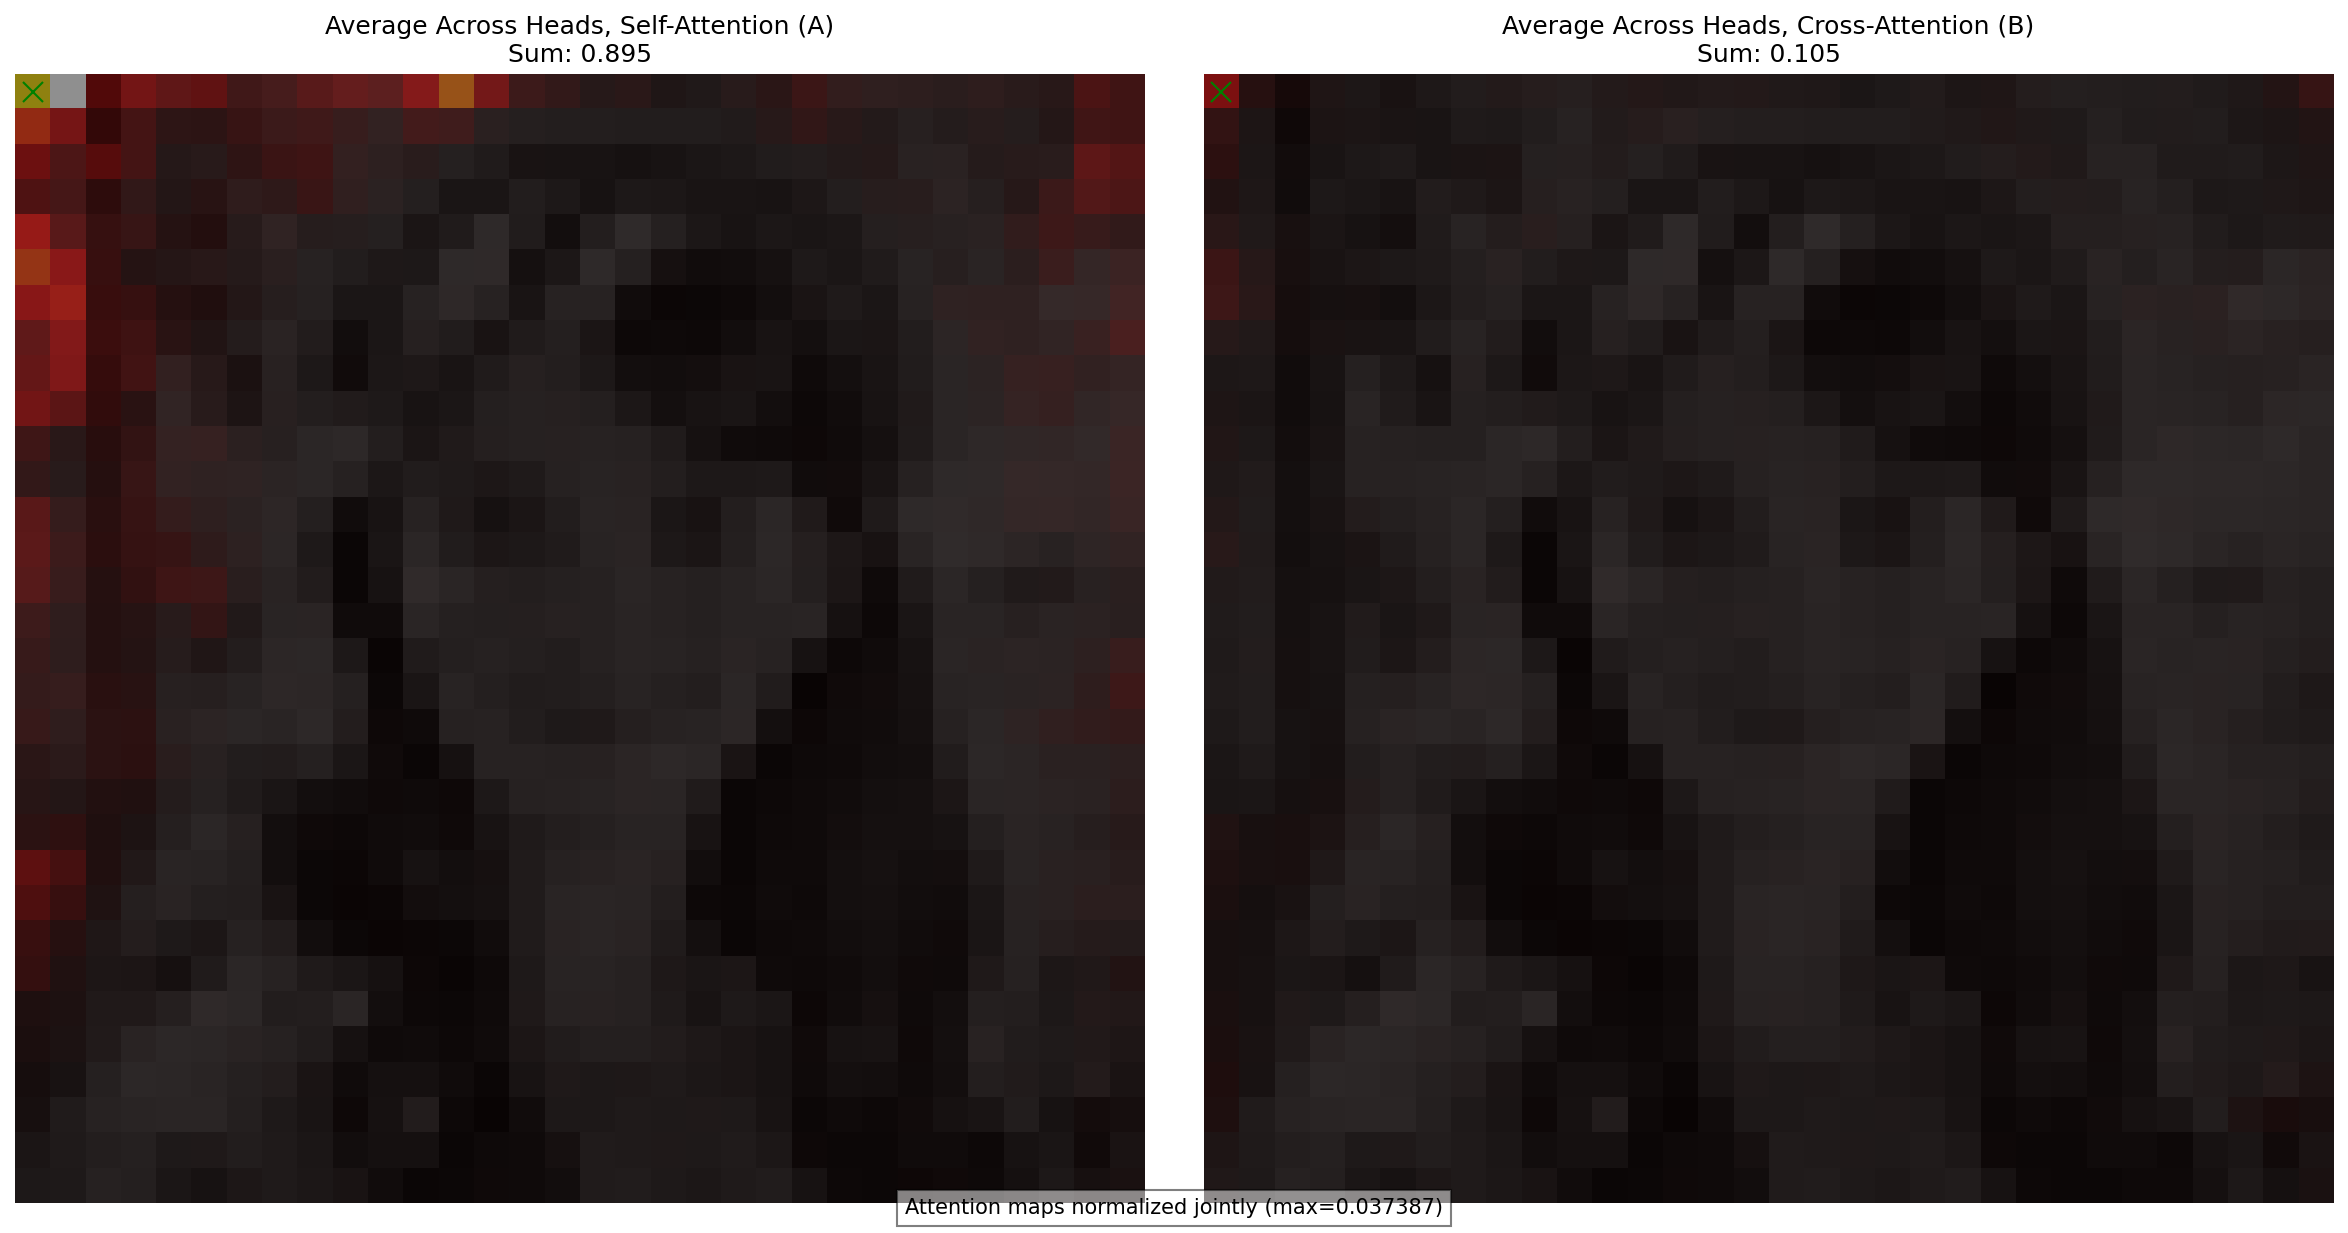 Average Across Heads, Self-Attention (A)
Sum: 0.895
Average Across Heads, Cross-Attention (B)
Sum: 0.105
Attention maps normalized jointly (max=0.037387)